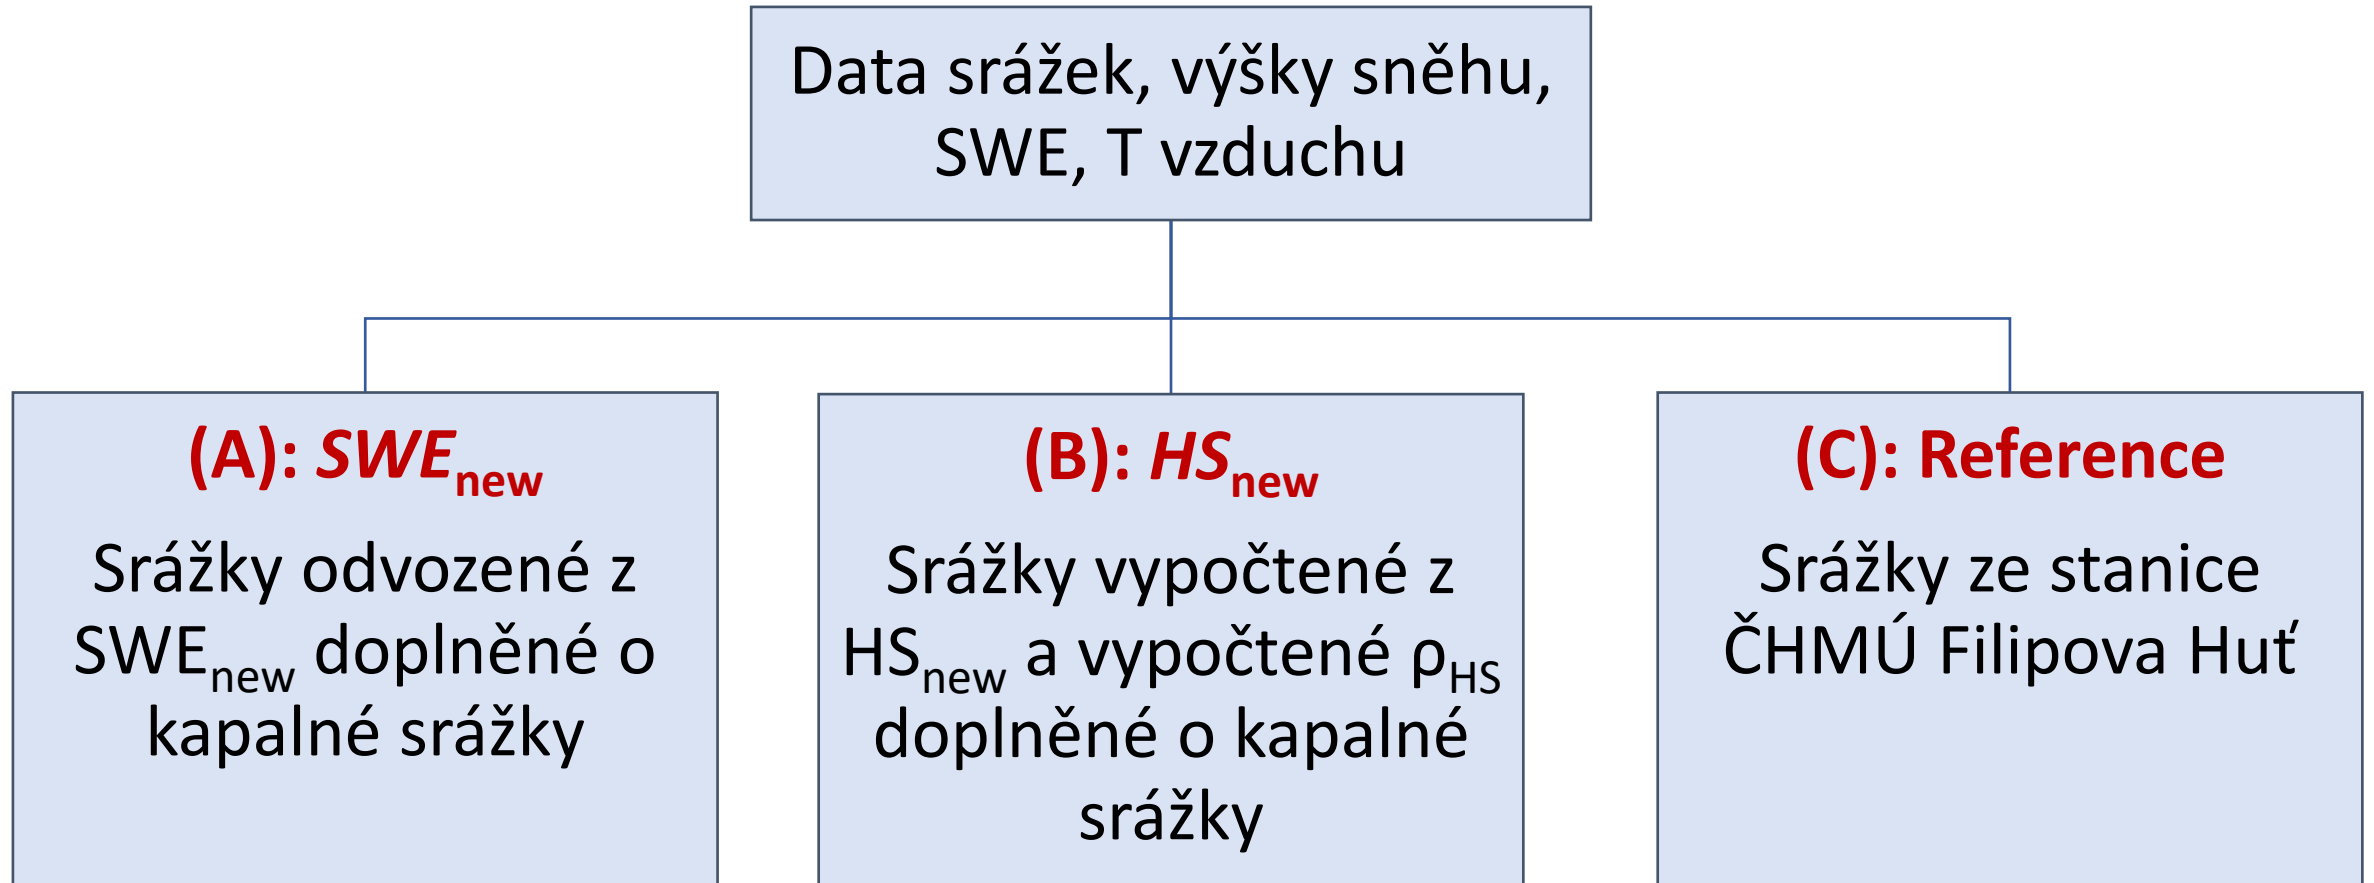 Data srážek, výšky sněhu,
SWE, T vzduchu
(A): SWEnew
Srážky odvozené z
SWEnew doplněné o
kapalné srážky
(B): HSnew
Srážky vypočtené z
HSnew a vypočtené ρHS
doplněné o kapalné
srážky
(C): Reference
Srážky ze stanice
ČHMÚ Filipova Huť